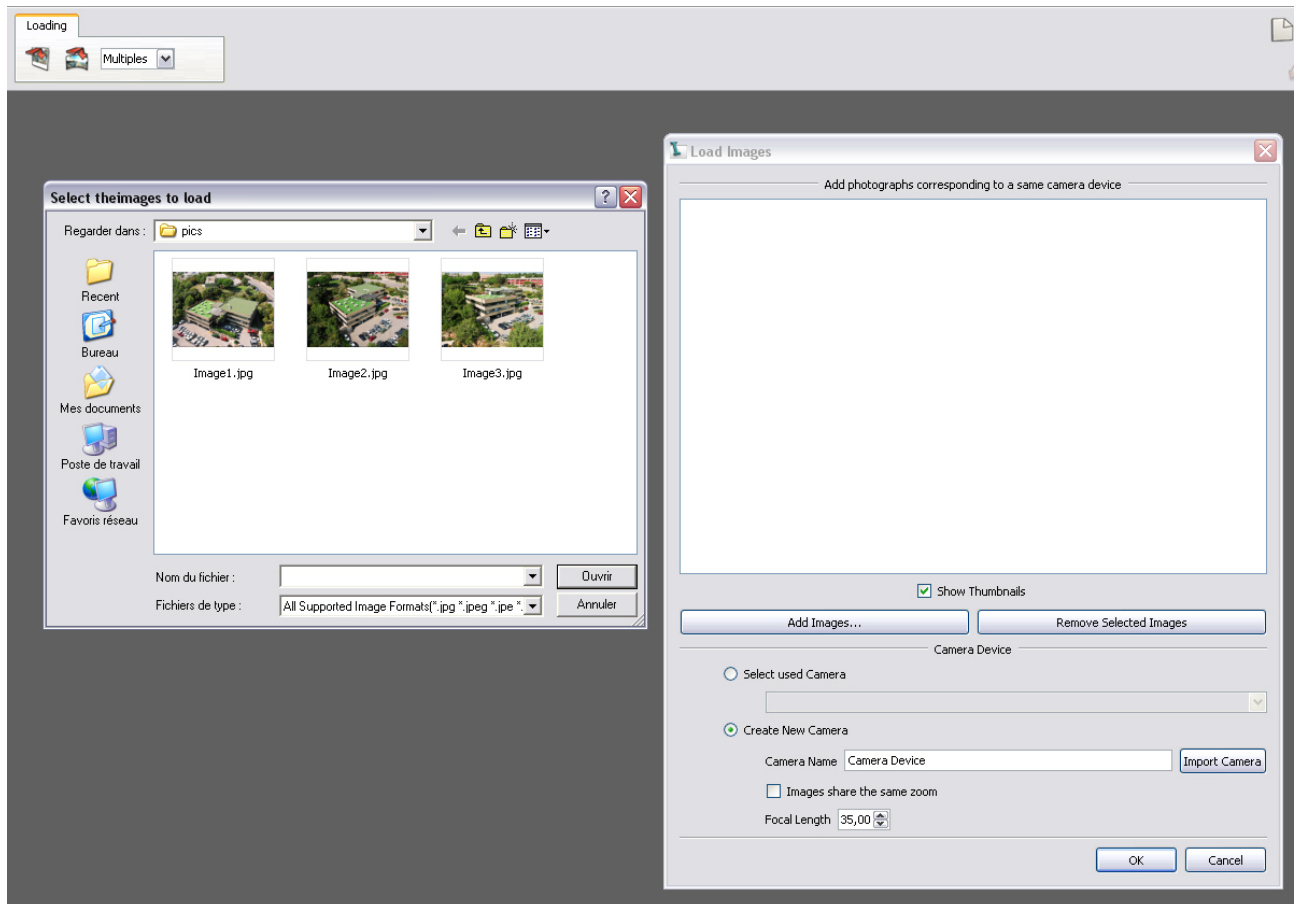 Loading
Multiples
Load Images
Add photographs corresponding to a same camera device
Select theimages to load
Regarder dans :
pics
Recent
Bureau
Mes documents
Poste de travail
Favoris réseau
Image1.jpg
Image2.jpg
Image3.jpg
Nom du fichier :
Ouvrir
Fichiers de type :
All Supported Image Formats(*.jpg *.jpeg *.jpe *.
Annuler
Show Thumbnails
Add Images...
Remove Selected Images
Camera Device
Select used Camera
Create New Camera
Camera Name
Camera Device
Import Camera
Images share the same zoom
Focal Length
35,00
OK
Cancel